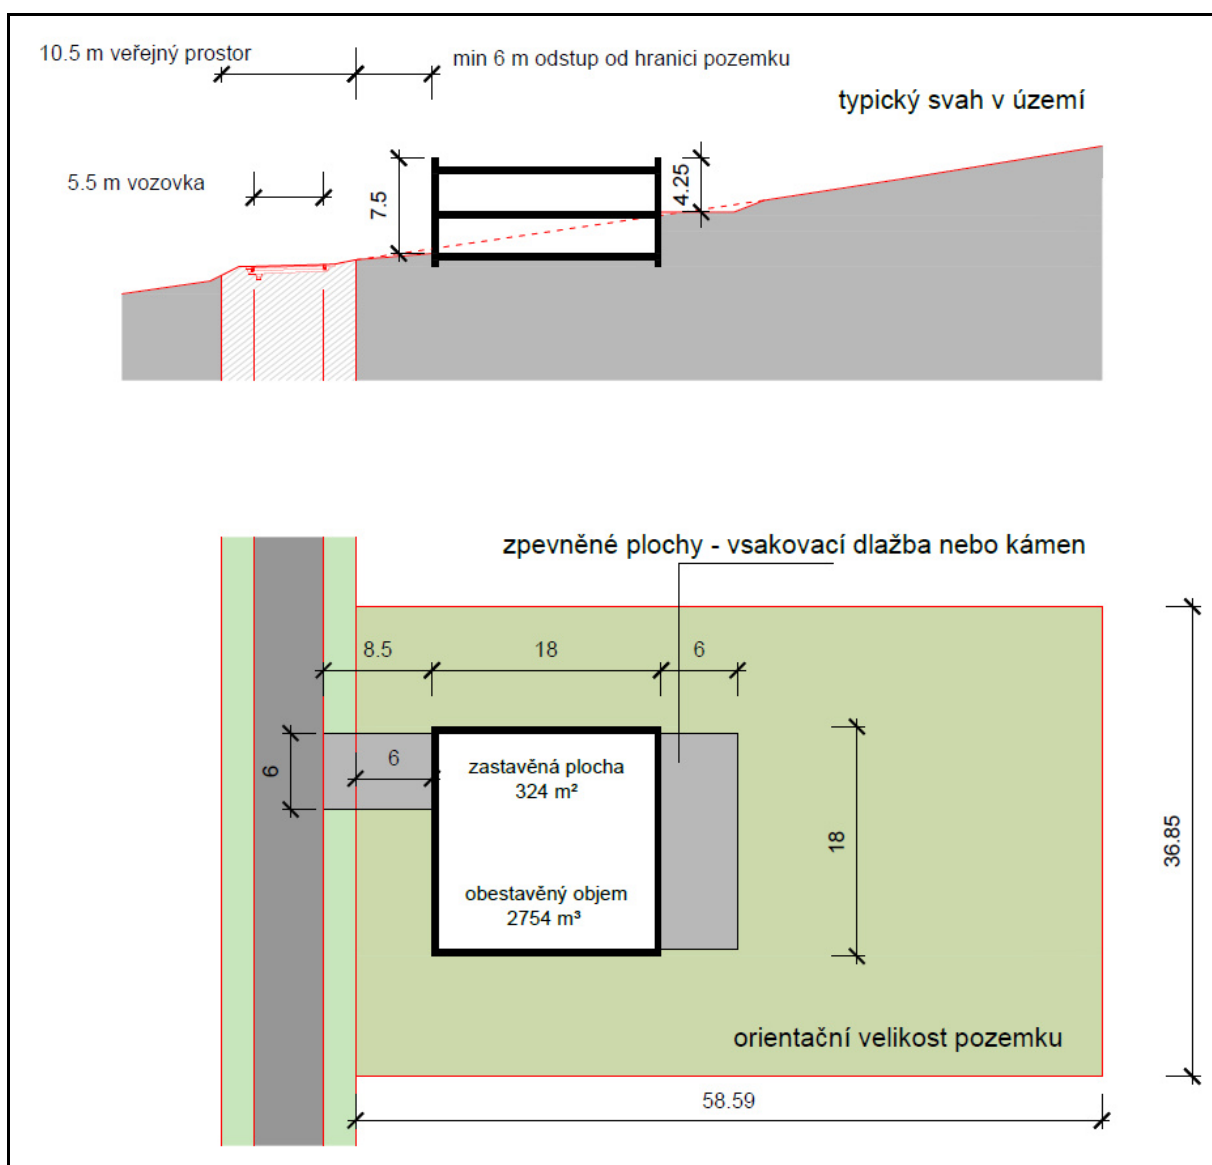 10.5 m veřejný prostor
min 6 m odstup od hranici pozemku
typický svah v území
5.5 m vozovka
7.5
4.25
zpevněné plochy - vsakovací dlažba nebo kámen
8.5
18
6
6
6
zastavěná plocha
324 m²
18
36.85
obestavěný objem
2754 m³
orientační velikost pozemku
58.59